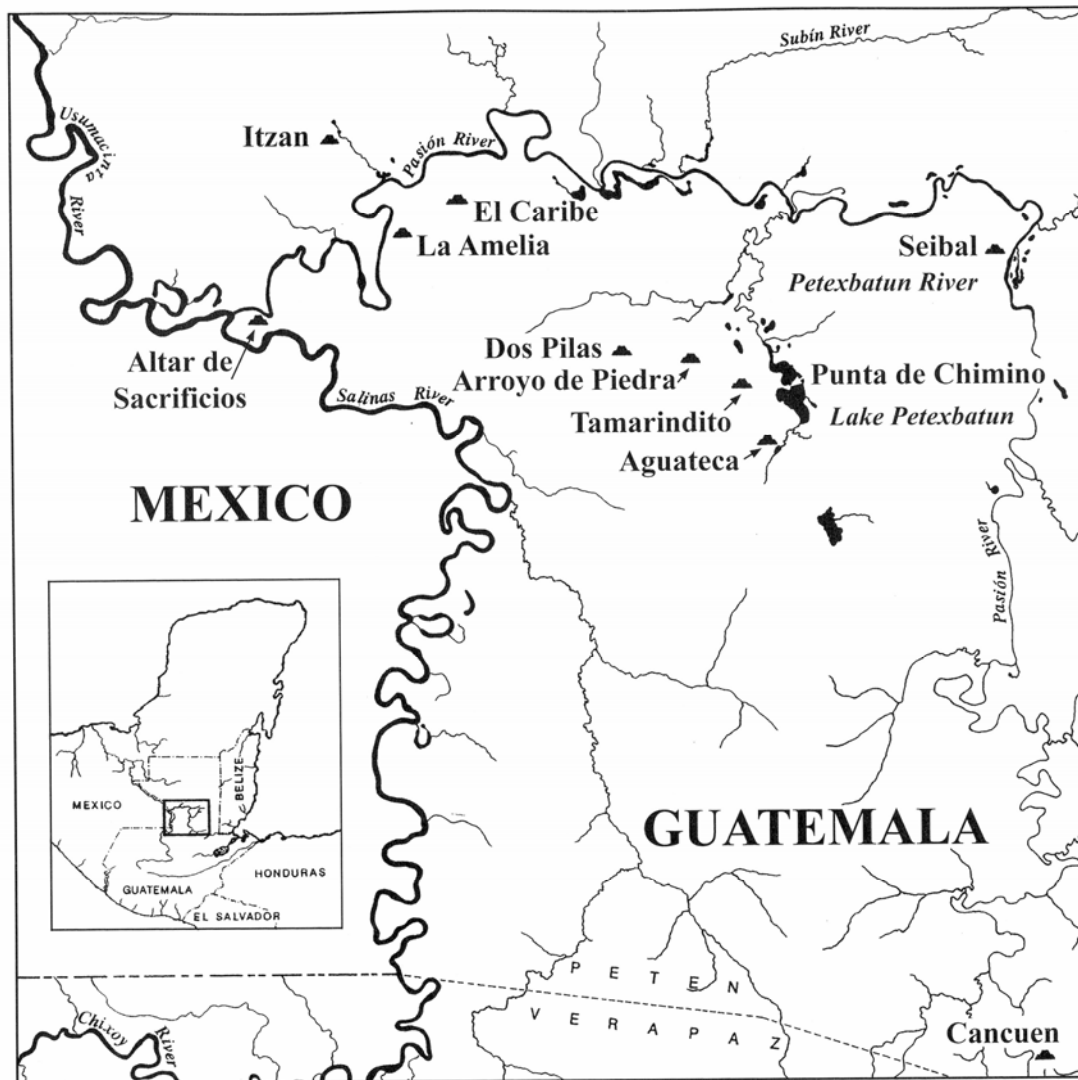 Subín River
Usumacinta
River
Itzan
Pasión River
El Caribe
La Amelia
Seibal
Petexbatun River
Altar de
Sacrificios
Dos Pilas
Arroyo de Piedra
Punta de Chimino
Salinas River
Tamarindito
Lake Petexbatun
Aguateca
MEXICO
Pasión River
GUATEMALA
BELIZE
MEXICO
HONDURAS
GUATEMALA
EL SALVADOR
PETEN
VERAPAZ
Chixoy
River
Cancuen